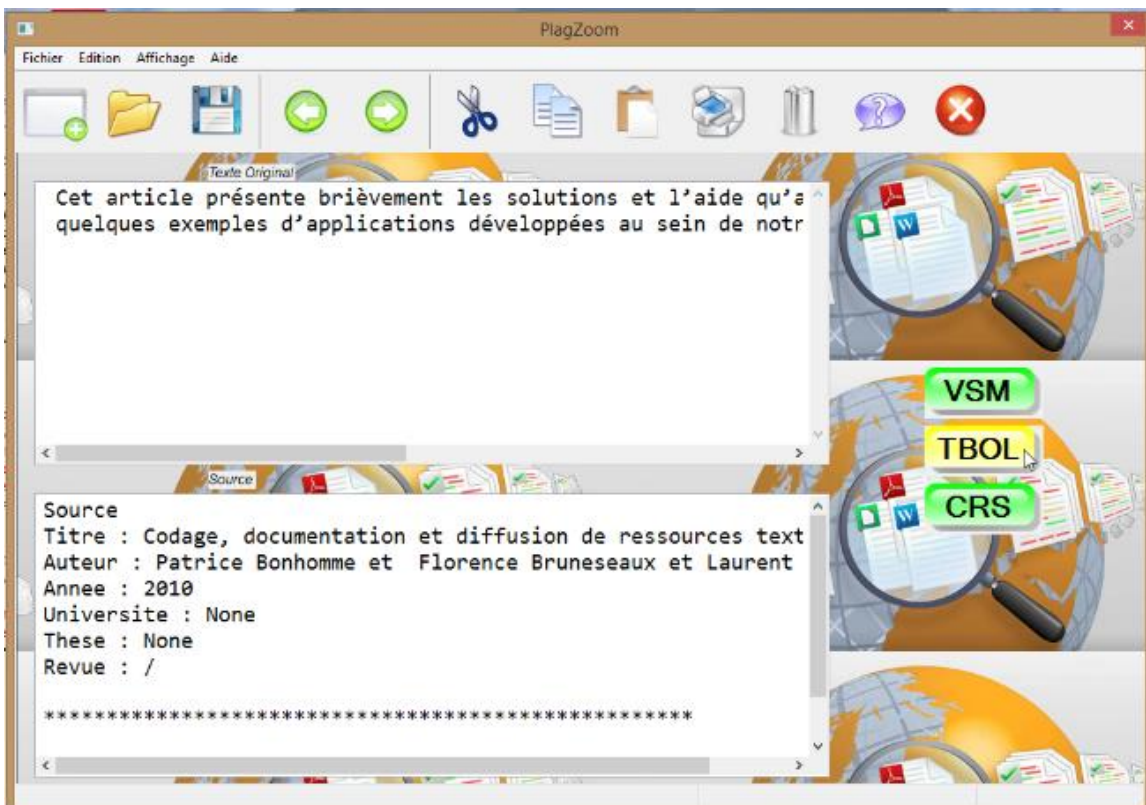 PlagZoom
Fichier Edition Affichage Aide
Texte Original
Cet article présente brièvement les solutions et l’aide qu’a
quelques exemples d’applications développées au sein de notr
VSM
TBOL
CRS
Source
Source
Titre : Codage, documentation et diffusion de ressources text
Auteur : Patrice Bonhomme et Florence Bruneseaux et Laurent
Annee : 2010
Universite : None
These : None
Revue : /
****************************************************